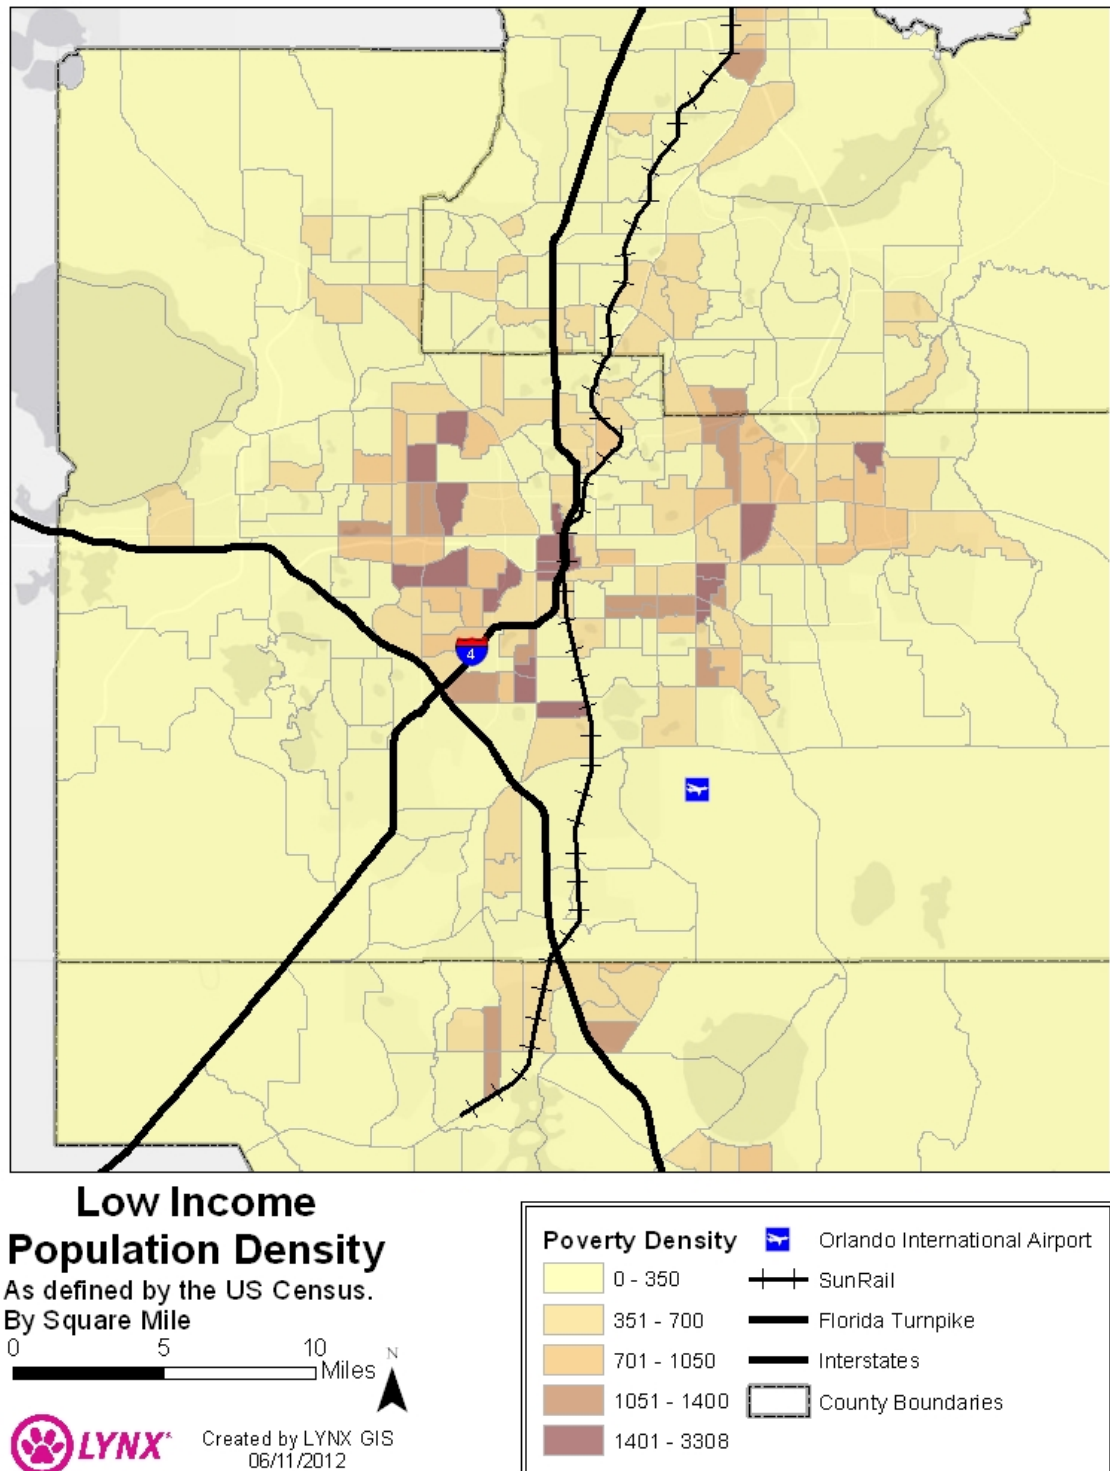 4
Low Income
Population Density
As defined by the US Census.
By Square Mile
0 5 10
Miles
N
LYNX
Created by LYNX GIS
06/11/2012
Poverty Density
0 - 350
351 - 700
701 - 1050
1051 - 1400
1401 - 3308
Orlando International Airport
SunRail
Florida Turnpike
Interstates
County Boundaries